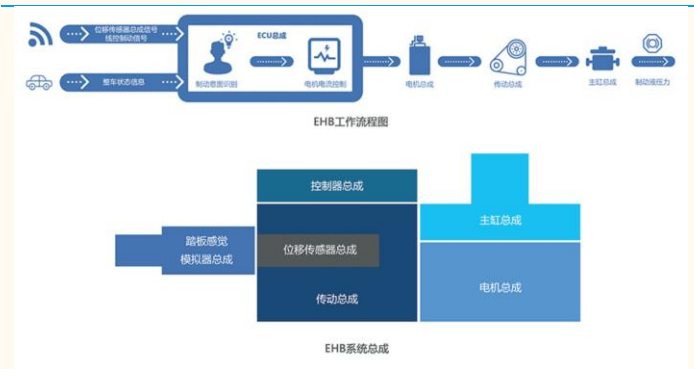 位移传感器总成信号
线控制动信号
ECU总成
整车状态信息
制动意图识别
电机电流控制
电机总成
传动总成
主缸总成
制动液压力
EHB工作流程图
控制器总成
主缸总成
踏板感觉
模拟器总成
位移传感器总成
电机总成
传动总成
EHB系统总成